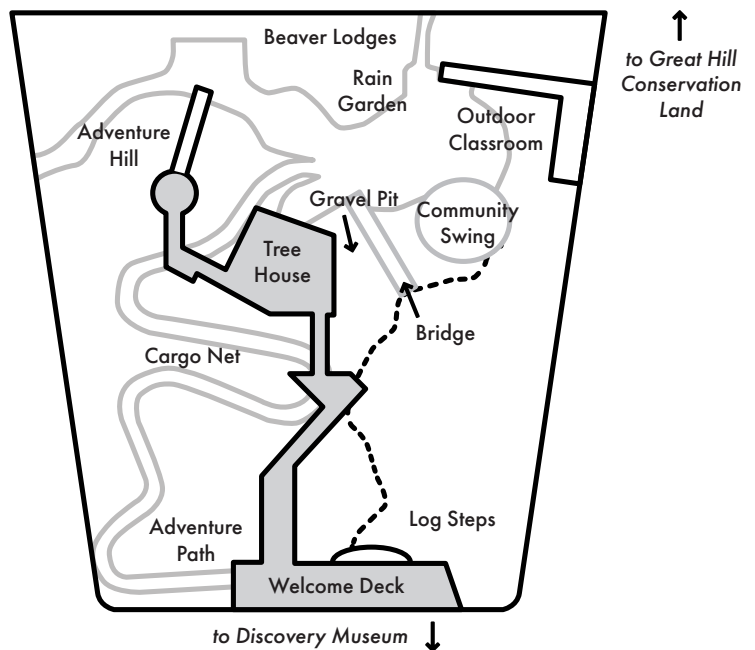 Beaver Lodges
to Great Hill
Conservation
Land
Rain
Garden
Outdoor
Classroom
Adventure
Hill
Gravel Pit
Community
Swing
Tree
House
Bridge
Cargo Net
Log Steps
Adventure
Path
Welcome Deck
to Discovery Museum